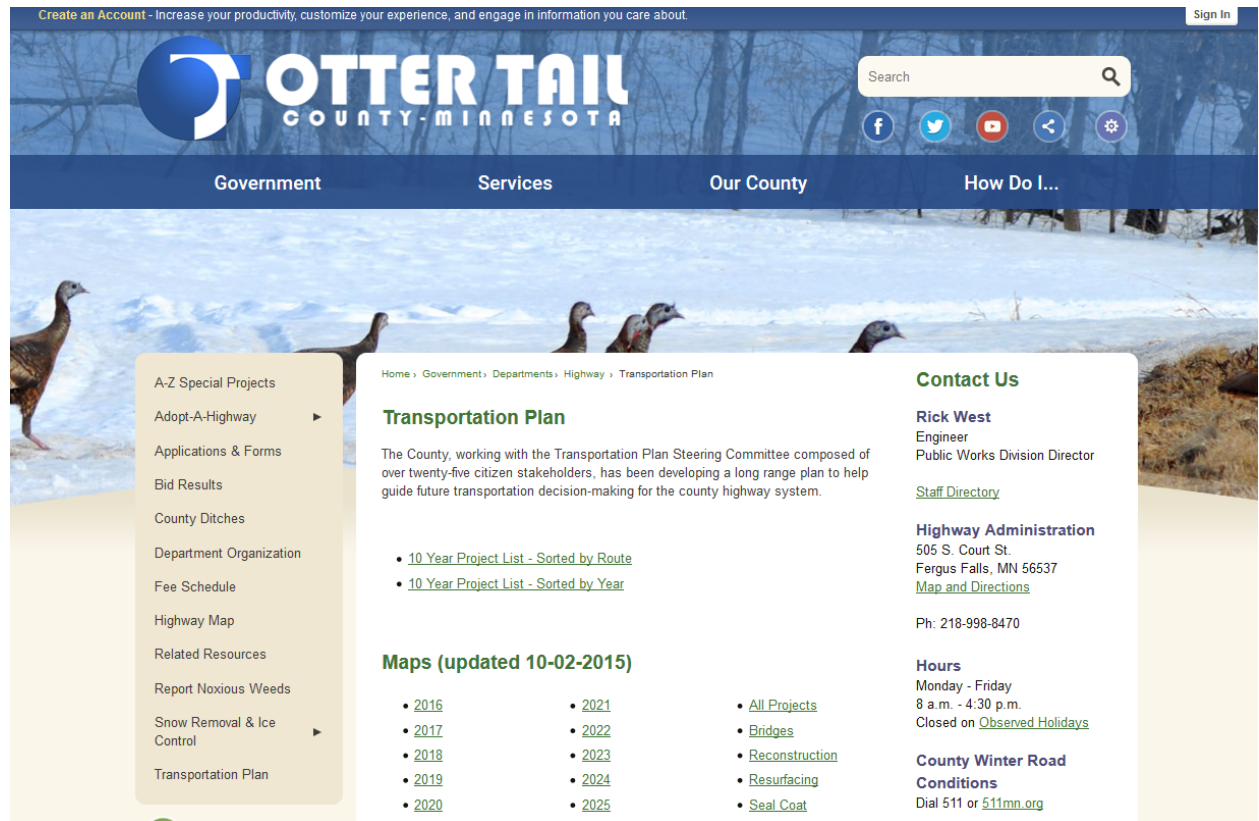 Create an Account - Increase your productivity, customize your experience, and engage in information you care about.
Sign In
OTTER TAIL
COUNTY-MINNESOTA
Search
Government
Services
Our County
How Do I...
A-Z Special Projects
Adopt-A-Highway
Applications & Forms
Bid Results
County Ditches
Department Organization
Fee Schedule
Highway Map
Related Resources
Report Noxious Weeds
Snow Removal & Ice
Control
Transportation Plan
Home › Government › Departments › Highway › Transportation Plan
Transportation Plan
The County, working with the Transportation Plan Steering Committee composed of
over twenty-five citizen stakeholders, has been developing a long range plan to help
guide future transportation decision-making for the county highway system.
10 Year Project List - Sorted by Route
10 Year Project List - Sorted by Year
Maps (updated 10-02-2015)
2016
2017
2018
2019
2020
2021
2022
2023
2024
2025
All Projects
Bridges
Reconstruction
Resurfacing
Seal Coat
Contact Us
Rick West
Engineer
Public Works Division Director
Staff Directory
Highway Administration
505 S. Court St.
Fergus Falls, MN 56537
Map and Directions
Ph: 218-998-8470
Hours
Monday - Friday
8 a.m. - 4:30 p.m.
Closed on Observed Holidays
County Winter Road
Conditions
Dial 511 or 511mn.org